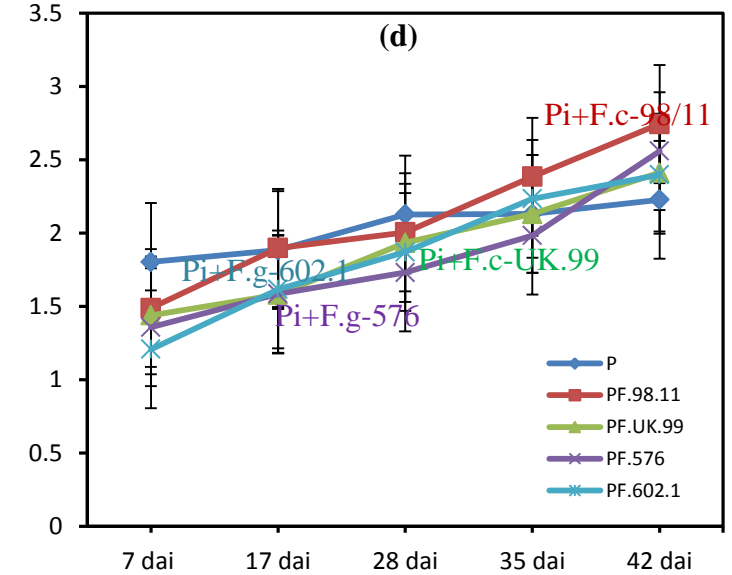 (d)
3.5
3
2.5
2
1.5
1
0.5
0
Pi+F.c-98/11
Pi+F.g-602.1
Pi+F.c-UK.99
Pi+F.g-576
P
PF.98.11
PF.UK.99
PF.576
PF.602.1
7 dai 17 dai 28 dai 35 dai 42 dai